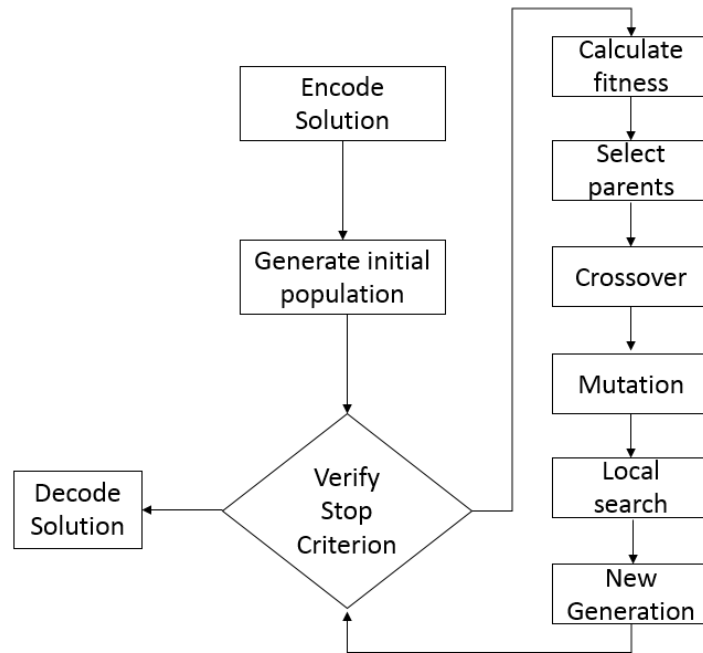 Encode
Solution
Generate initial
population
Verify
Stop
Criterion
Decode
Solution
Calculate
fitness
Select
parents
Crossover
Mutation
Local
search
New
Generation